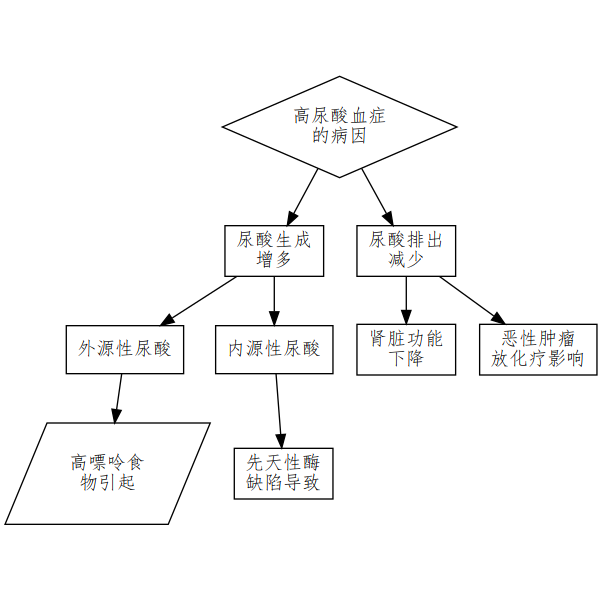 高尿酸血症
的病因
尿酸生成
增多
尿酸排出
减少
外源性尿酸
内源性尿酸
肾脏功能
下降
恶性肿瘤
放化疗影响
高嘌呤食
物引起
先天性酶
缺陷导致